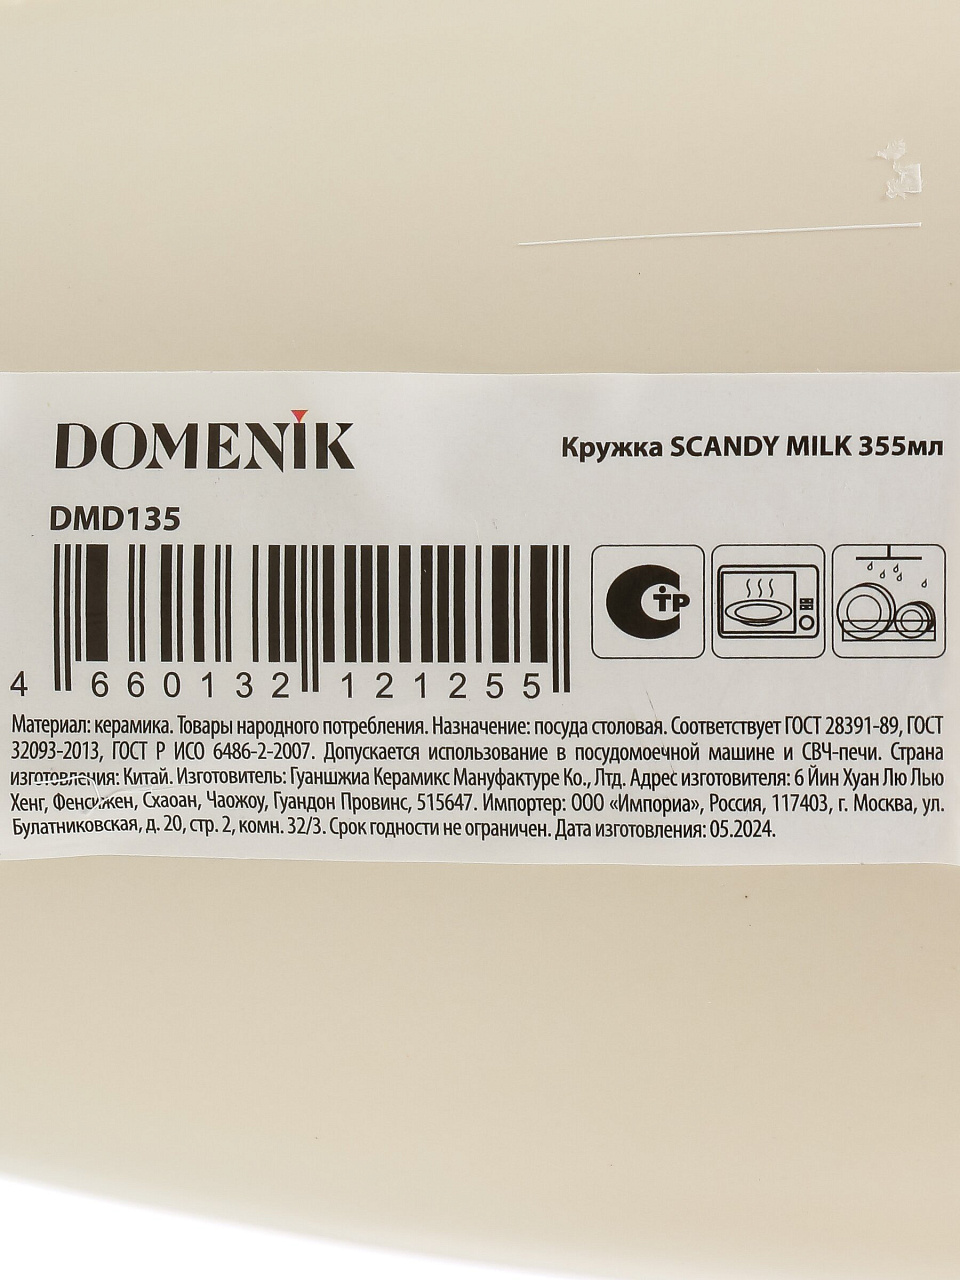 DOMENIK
Кружка SCANDY MILK 355мл
DMD135
СТР
4 660132 121255
Материал: керамика. Товары народного потребления. Назначение: посуда столовая. Соответствует ГОСТ 28391-89, ГОСТ
32093-2013, ГОСТ Р ИСО 6486-2-2007. Допускается использование в посудомоечной машине и СВЧ-печи. Страна
изготовления: Китай. Изготовитель: Гуаншжиа Керамикс Мануфактуре Ко., Лтд. Адрес изготовителя: 6 Йин Хуан Лю Лью
Хенг, Фенсижен, Схаоан, Чаожоу, Гуандон Провинс, 515647. Импортер: ООО «Импориа», Россия, 117403, г. Москва, ул.
Булатниковская, д. 20, стр. 2, комн. 32/3. Срок годности не ограничен. Дата изготовления: 05.2024.